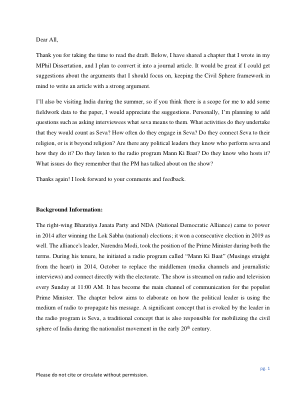 Dear All,
Thank you for taking the time to read the draft. Below, I have shared a chapter that I wrote in my
MPhil Dissertation, and I plan to convert it into a journal article. It would be great if I could get
suggestions about the arguments that I should focus on, keeping the Civil Sphere framework in
mind to write an article with a strong argument.
I'll also be visiting India during the summer, so if you think there is a scope for me to add some
fieldwork data to the paper, I would appreciate the suggestions. Personally, I'm planning to add
questions such as asking interviewees what seva means to them. What activities do they undertake
that they would count as Seva? How often do they engage in Seva? Do they connect Seva to their
religion, or is it beyond religion? Are there any political leaders they know who perform seva and
how they do it? Do they listen to the radio program Mann Ki Baat? Do they know who hosts it?
What issues do they remember that the PM has talked about on the show?
Thanks again! I look forward to your comments and feedback.
Background Information:
The right-wing Bharatiya Janata Party and NDA (National Democratic Alliance) came to power
in 2014 after winning the Lok Sabha (national) elections; it won a consecutive election in 2019 as
well. The alliance's leader, Narendra Modi, took the position of the Prime Minister during both the
terms. During his tenure, he initiated a radio program called "Mann Ki Baat" (Musings straight
from the heart) in 2014, October to replace the middlemen (media and journalistic interviews)
and connect directly with the electorate. The show is streamed on radio and television
every Sunday at 11:00 AM. It has become the main channel of communication for the populist
Prime Minister. The chapter below aims to elaborate on how the political leader is using the
medium of radio to propagate his message. A significant concept that is evoked by the leader in
the radio program is Seva, a traditional concept that is also responsible for mobilizing the civil
sphere of India during the nationalist movement in the early 20th century.
pg. 1
Please do not cite or circulate without permission.